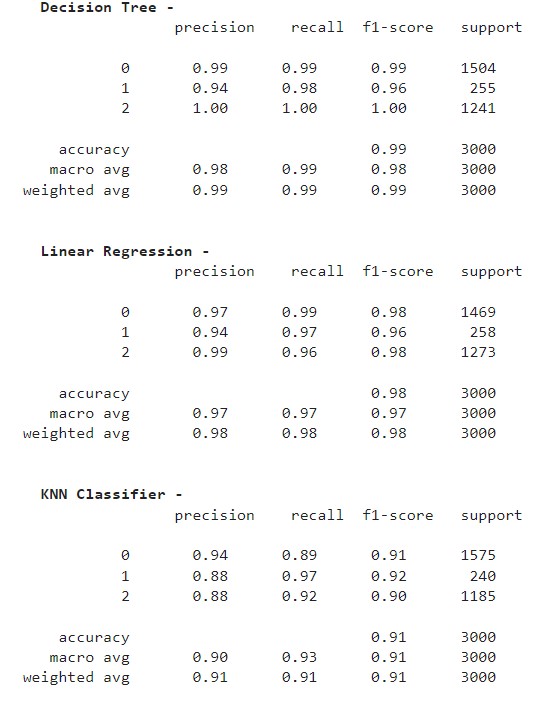 Decision Tree -
precision recall f1-score support
0 0.99 0.99 0.99 1504
1 0.94 0.98 0.96 255
2 1.00 1.00 1.00 1241
accuracy 0.99 3000
macro avg 0.98 0.99 0.98 3000
weighted avg 0.99 0.99 0.99 3000
Linear Regression -
precision recall f1-score support
0 0.97 0.99 0.98 1469
1 0.94 0.97 0.96 258
2 0.99 0.96 0.98 1273
accuracy 0.98 3000
macro avg 0.97 0.97 0.97 3000
weighted avg 0.98 0.98 0.98 3000
KNN Classifier -
precision recall f1-score support
0 0.94 0.89 0.91 1575
1 0.88 0.97 0.92 240
2 0.88 0.92 0.90 1185
accuracy 0.91 3000
macro avg 0.90 0.93 0.91 3000
weighted avg 0.91 0.91 0.91 3000